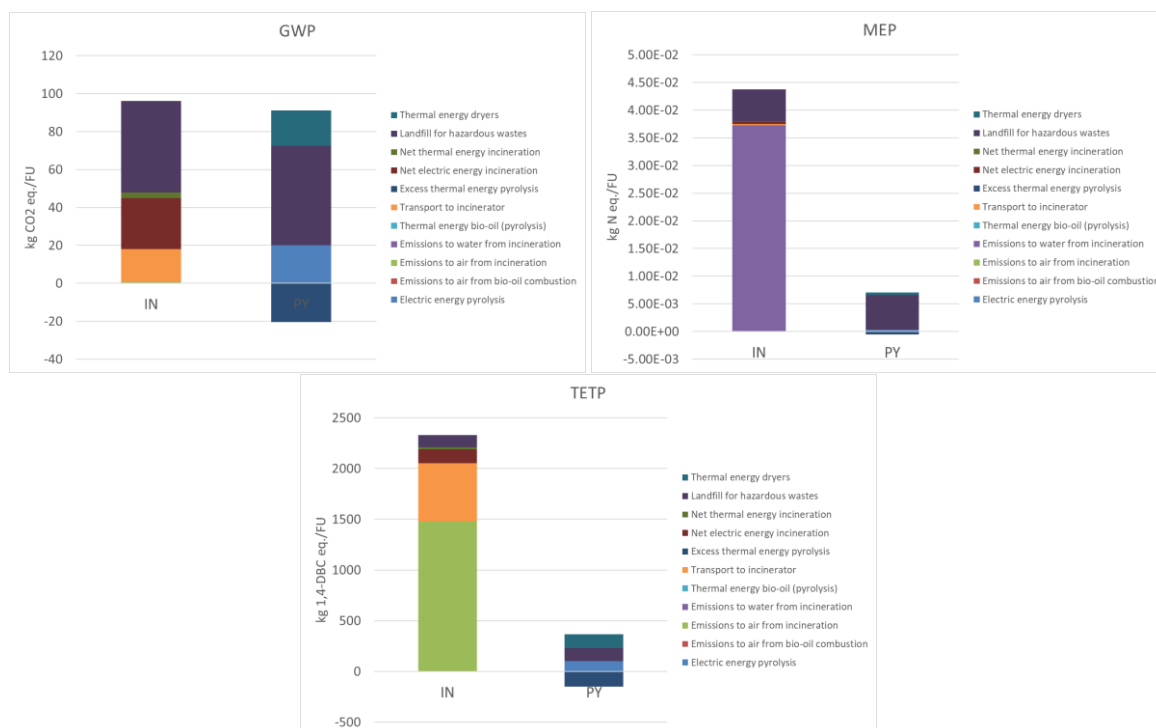 GWP
kg CO2 eq./FU
120
100
80
60
40
20
0
-20
-40
IN
PY
Thermal energy dryers
Landfill for hazardous wastes
Net thermal energy incineration
Net electric energy incineration
Excess thermal energy pyrolysis
Transport to incinerator
Thermal energy bio-oil (pyrolysis)
Emissions to water from incineration
Emissions to air from incineration
Emissions to air from bio-oil combustion
Electric energy pyrolysis
MEP
kg N eq./FU
5.00E-02
4.50E-02
4.00E-02
3.50E-02
3.00E-02
2.50E-02
2.00E-02
1.50E-02
1.00E-02
5.00E-03
0.00E+00
-5.00E-03
IN
PY
Thermal energy dryers
Landfill for hazardous wastes
Net thermal energy incineration
Net electric energy incineration
Excess thermal energy pyrolysis
Transport to incinerator
Thermal energy bio-oil (pyrolysis)
Emissions to water from incineration
Emissions to air from incineration
Emissions to air from bio-oil combustion
Electric energy pyrolysis
TETP
kg 1,4-DBC eq./FU
2500
2000
1500
1000
500
0
-500
IN
PY
Thermal energy dryers
Landfill for hazardous wastes
Net thermal energy incineration
Net electric energy incineration
Excess thermal energy pyrolysis
Transport to incinerator
Thermal energy bio-oil (pyrolysis)
Emissions to water from incineration
Emissions to air from incineration
Emissions to air from bio-oil combustion
Electric energy pyrolysis